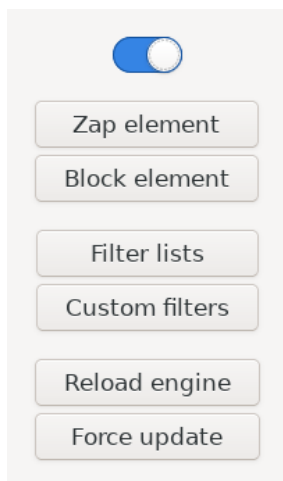 Zap element
Block element
Filter lists
Custom filters
Reload engine
Force update